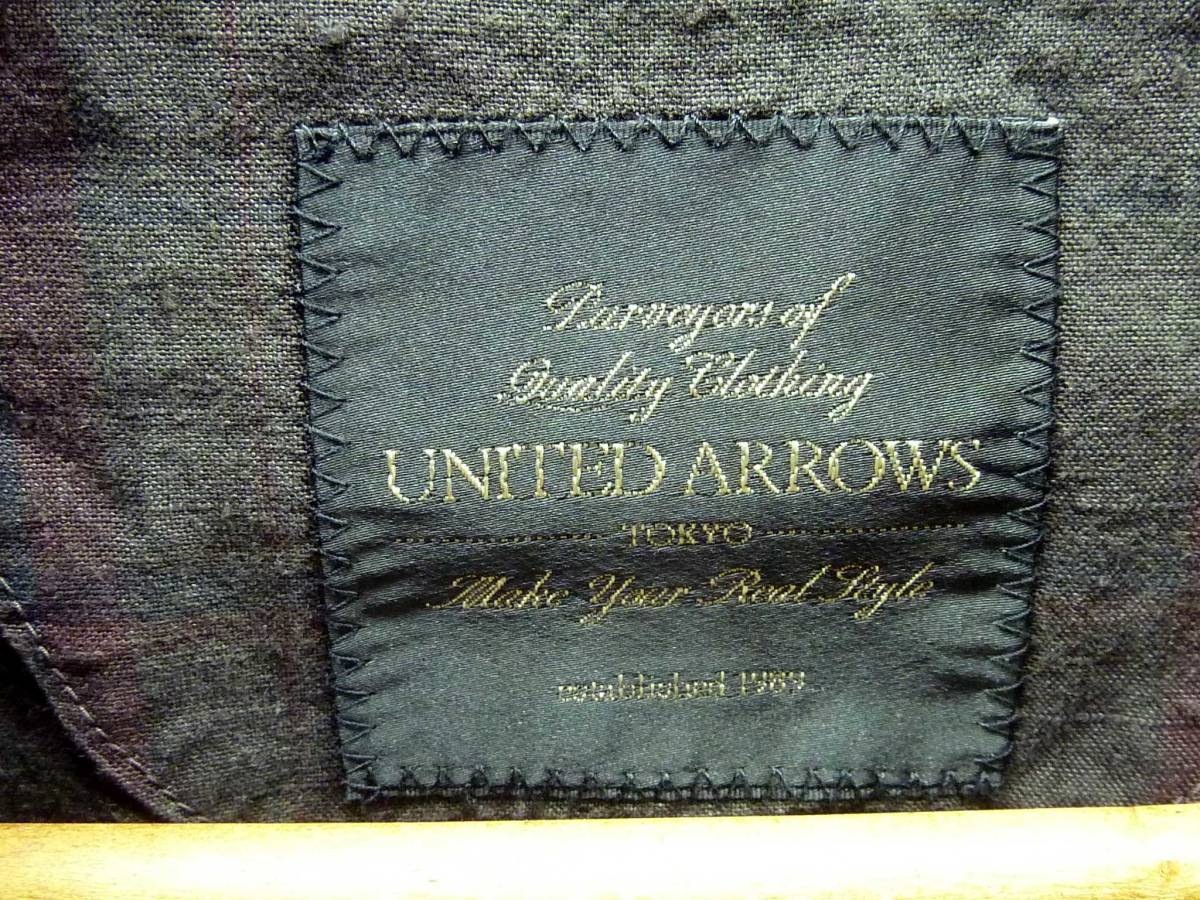 Purveyors of
Quality Clothing
UNITED ARROWS
TOKYO
Make Your Real Style
established 1989